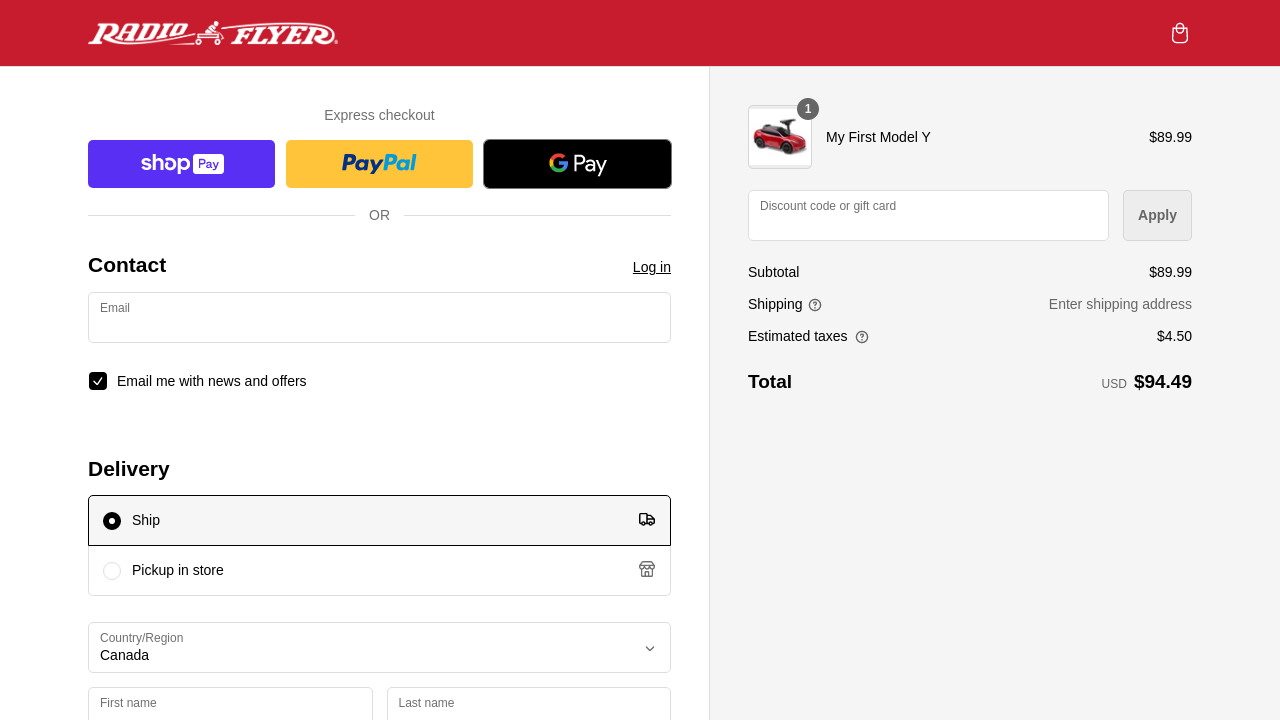 RADIO FLYER
Express checkout
shop Pay
PayPal
G Pay
OR
Contact
Log in
Email
Email me with news and offers
Delivery
Ship
Pickup in store
Country/Region
Canada
First name
Last name
1
My First Model Y
$89.99
Discount code or gift card
Apply
Subtotal
$89.99
Shipping
Enter shipping address
Estimated taxes
$4.50
Total
USD $94.49